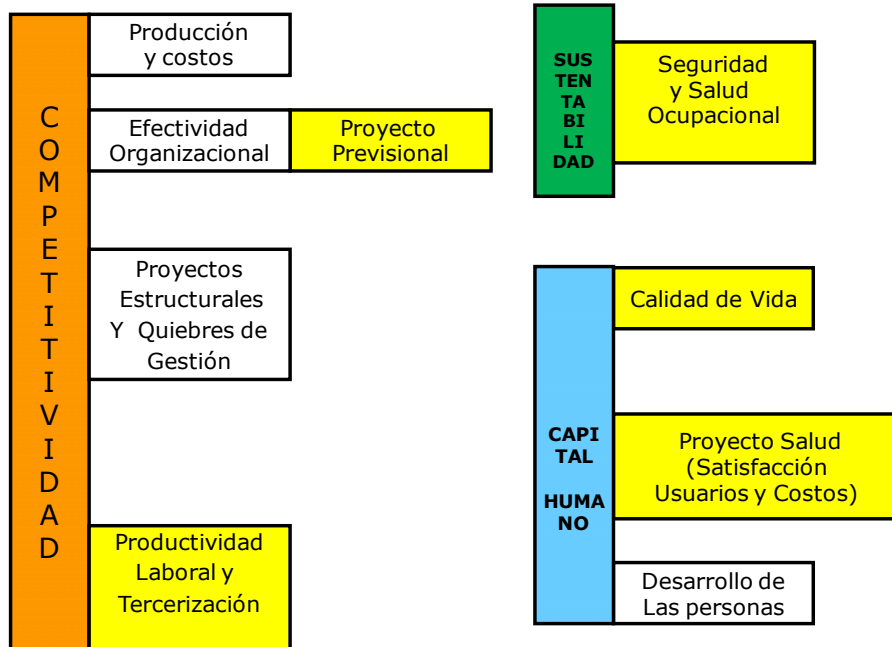 COMPETITIVIDAD
Producción
y costos
Efectividad
Organizacional
Proyecto
Previsional
Proyectos
Estructurales
Y Quiebres de
Gestión
Productividad
Laboral y
Tercerización
SUS
TEN
TA
BI
LI
DAD
Seguridad
y Salud
Ocupacional
CAPI
TAL
HUMA
NO
Calidad de Vida
Proyecto Salud
(Satisfacción
Usuarios y Costos)
Desarrollo de
Las personas